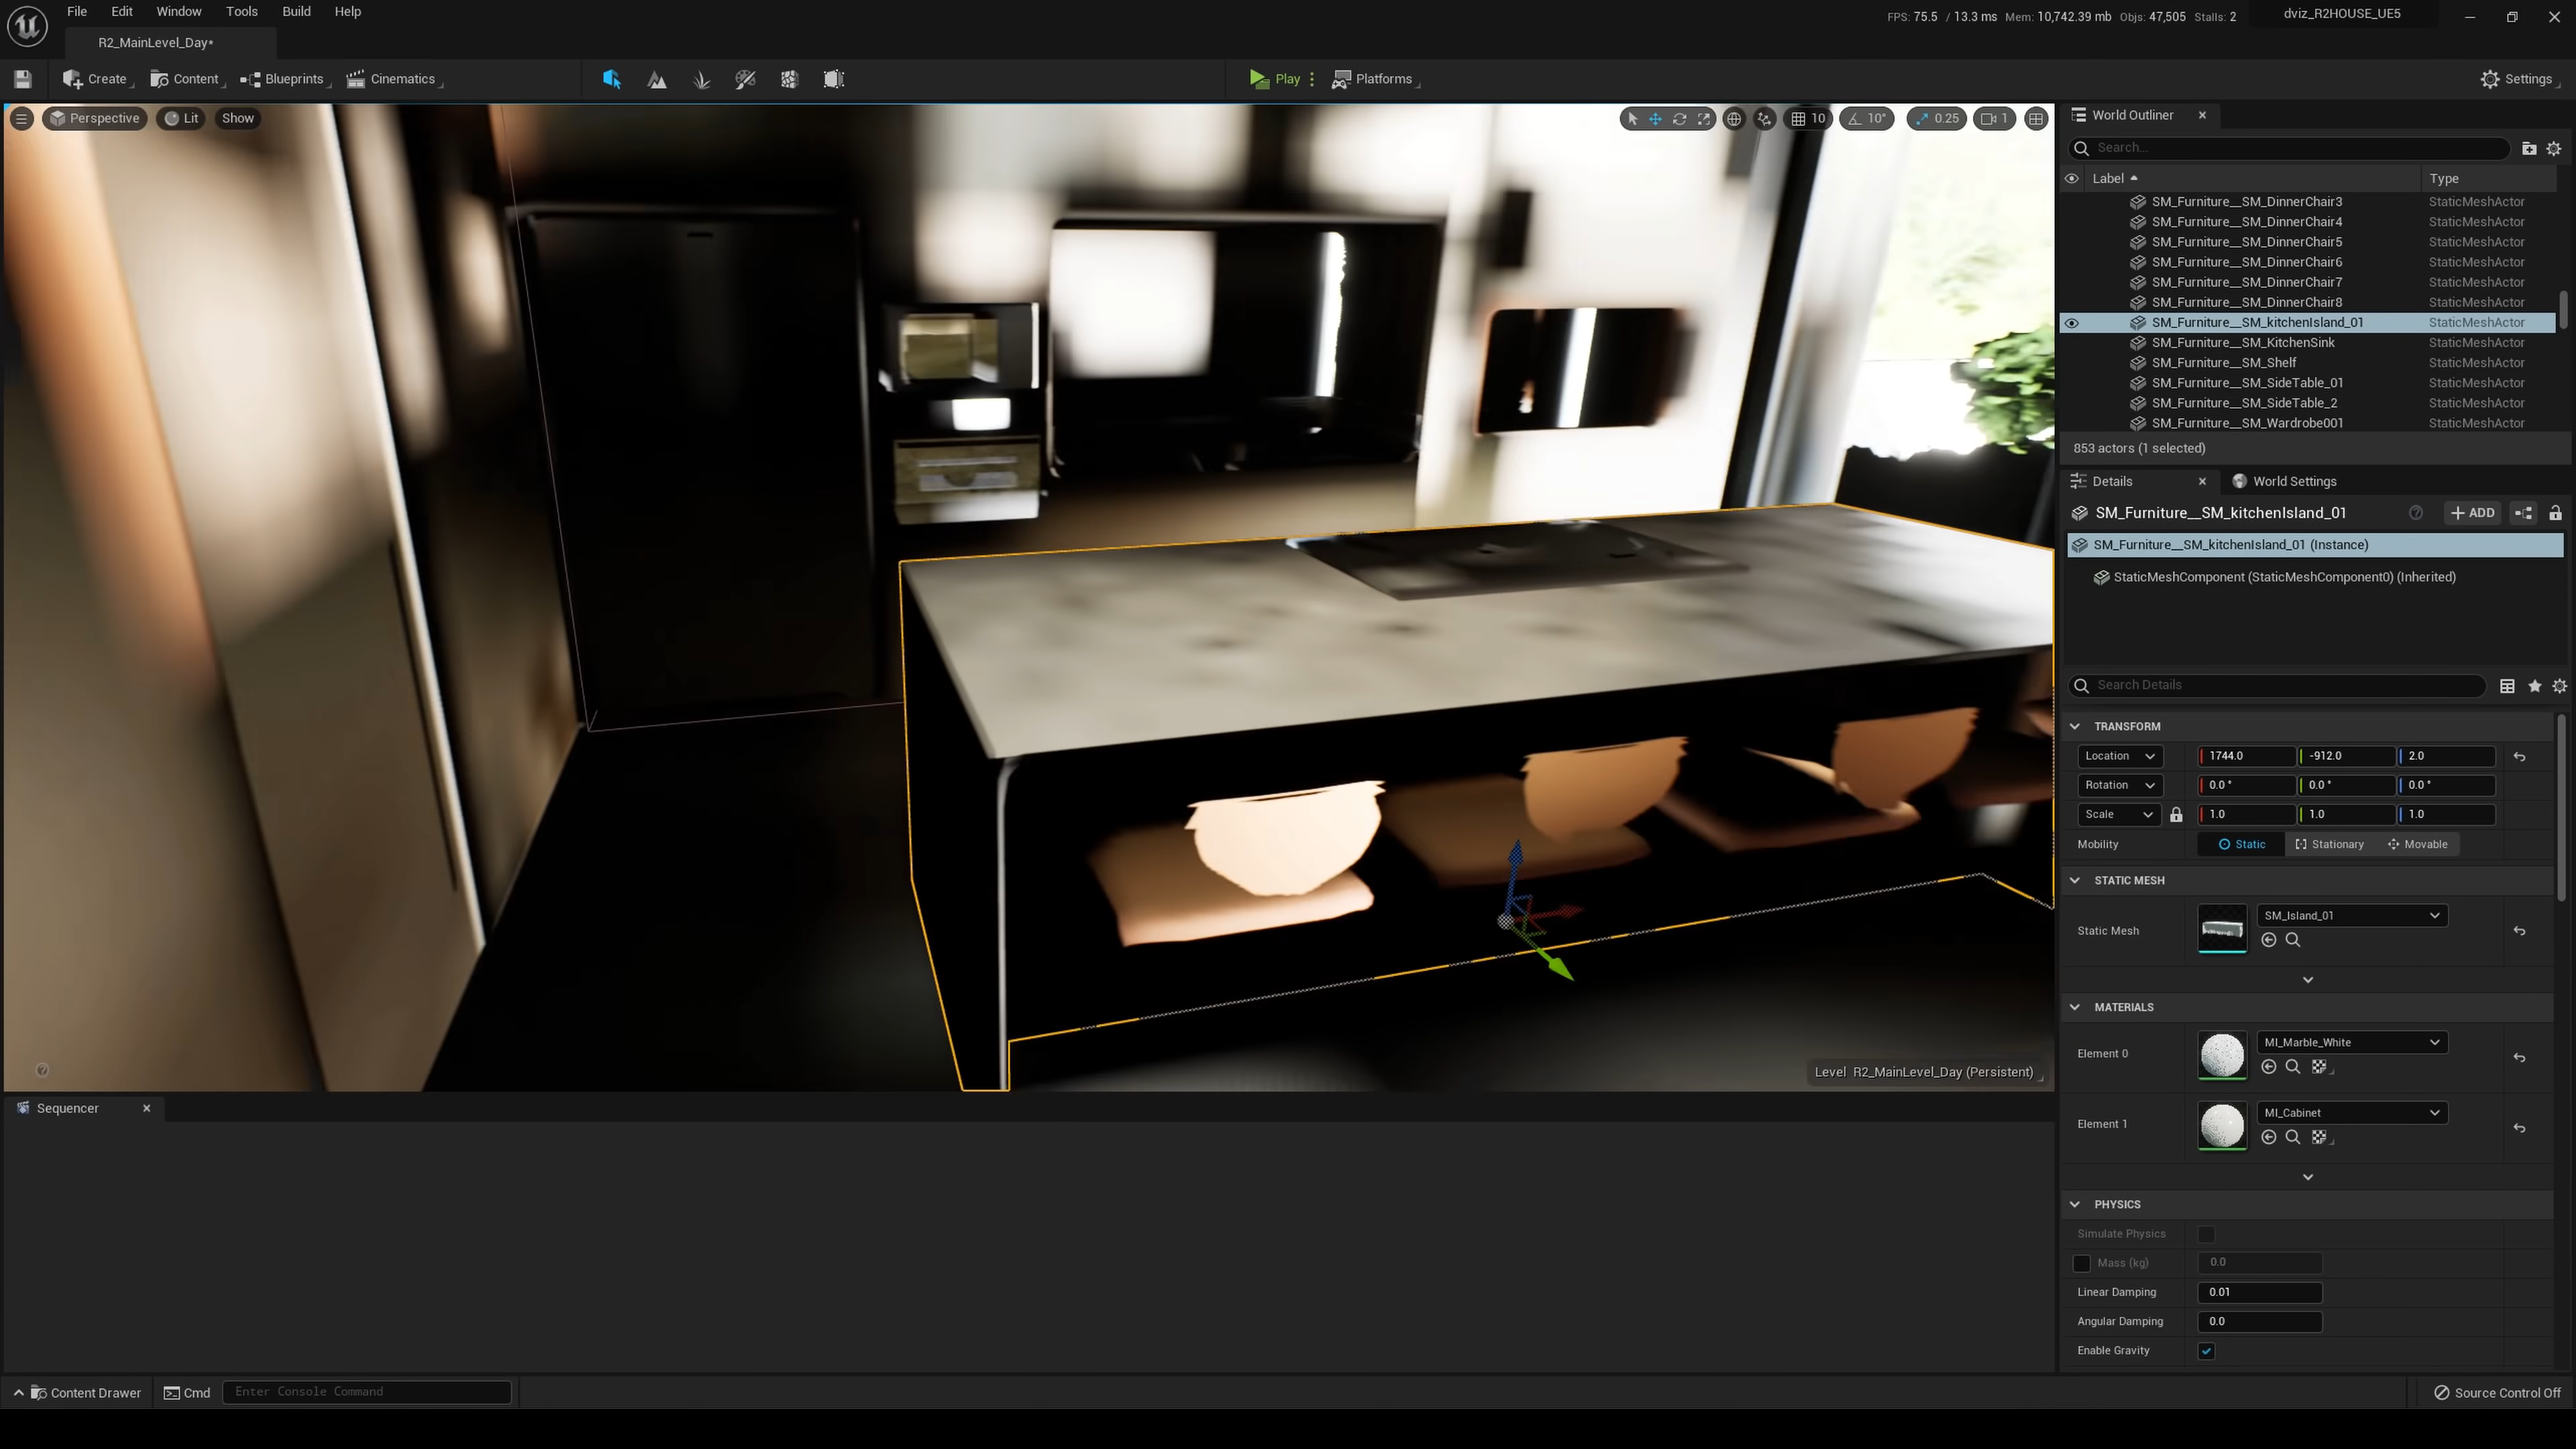 File Edit Window Tools Build Help
FPS: 75.5 / 13.3 ms Mem: 10,742.39 mb Objs: 47,505 Stalls: 2
dviz_R2HOUSE_UE5
R2_MainLevel_Day*
Create Content Blueprints Cinematics
Play Platforms
Settings
Perspective Lit Show
10 10° 0.25 1
World Outliner
Search...
Label Type
SM_Furniture__SM_DinnerChair3 StaticMeshActor
SM_Furniture__SM_DinnerChair4 StaticMeshActor
SM_Furniture__SM_DinnerChair5 StaticMeshActor
SM_Furniture__SM_DinnerChair6 StaticMeshActor
SM_Furniture__SM_DinnerChair7 StaticMeshActor
SM_Furniture__SM_DinnerChair8 StaticMeshActor
SM_Furniture__SM_kitchenIsland_01 StaticMeshActor
SM_Furniture__SM_KitchenSink StaticMeshActor
SM_Furniture__SM_Shelf StaticMeshActor
SM_Furniture__SM_SideTable_01 StaticMeshActor
SM_Furniture__SM_SideTable_2 StaticMeshActor
SM_Furniture__SM_Wardrobe001 StaticMeshActor
853 actors (1 selected)
Details World Settings
SM_Furniture__SM_kitchenIsland_01 + ADD
SM_Furniture__SM_kitchenIsland_01 (Instance)
StaticMeshComponent (StaticMeshComponent0) (Inherited)
Search Details
TRANSFORM
Location 1744.0 -912.0 2.0
Rotation 0.0 ° 0.0 ° 0.0 °
Scale 1.0 1.0 1.0
Mobility Static Stationary Movable
STATIC MESH
Static Mesh SM_Island_01
MATERIALS
Element 0 MI_Marble_White
Element 1 MI_Cabinet
PHYSICS
Simulate Physics
Mass (kg) 0.0
Linear Damping 0.01
Angular Damping 0.0
Enable Gravity
Level R2_MainLevel_Day (Persistent)
Sequencer
Content Drawer Cmd Enter Console Command
Source Control Off